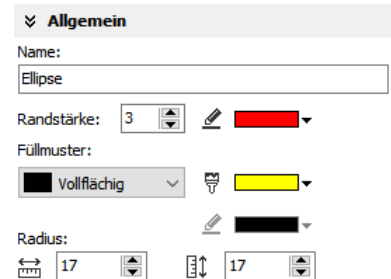 Allgemein
Name:
Ellipse
Randstärke: 3
Füllmuster:
Vollflächig
Radius:
17 17